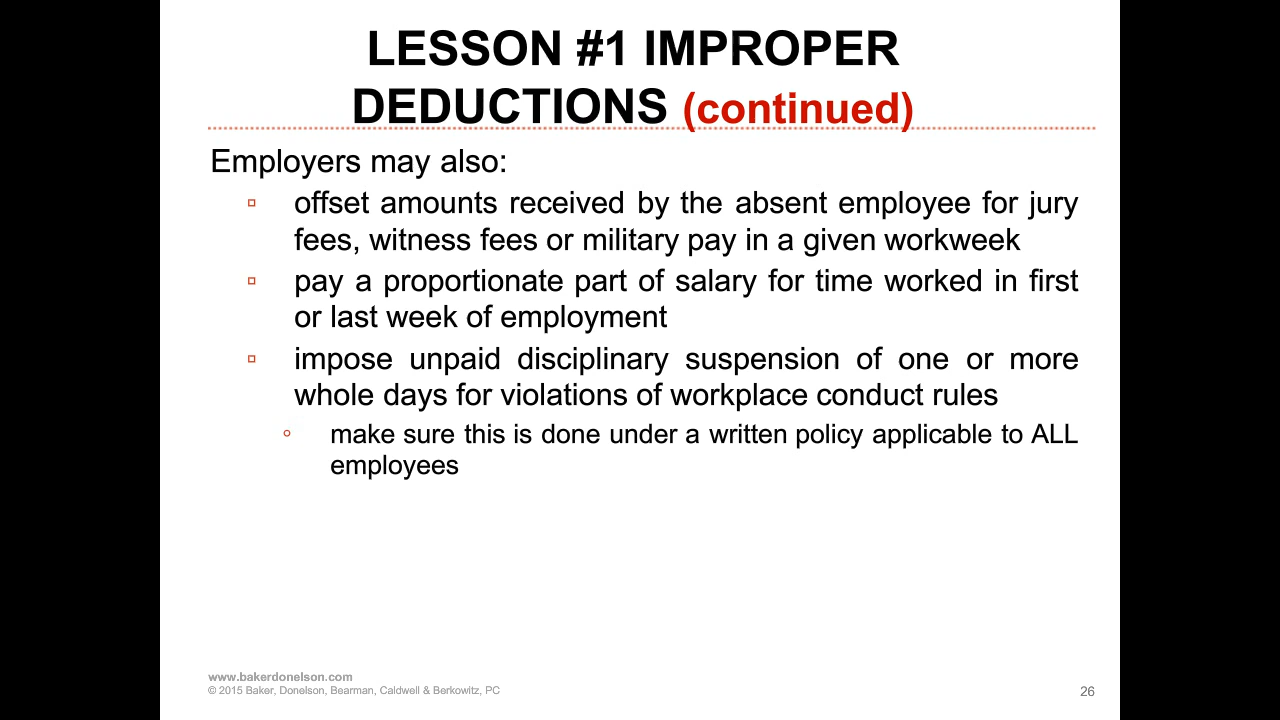 LESSON #1 IMPROPER
DEDUCTIONS (continued)
Employers may also:
offset amounts received by the absent employee for jury
fees, witness fees or military pay in a given workweek
pay a proportionate part of salary for time worked in first
or last week of employment
impose unpaid disciplinary suspension of one or more
whole days for violations of workplace conduct rules
make sure this is done under a written policy applicable to ALL
employees
www.bakerdonelson.com
© 2015 Baker, Donelson, Bearman, Caldwell & Berkowitz, PC
26